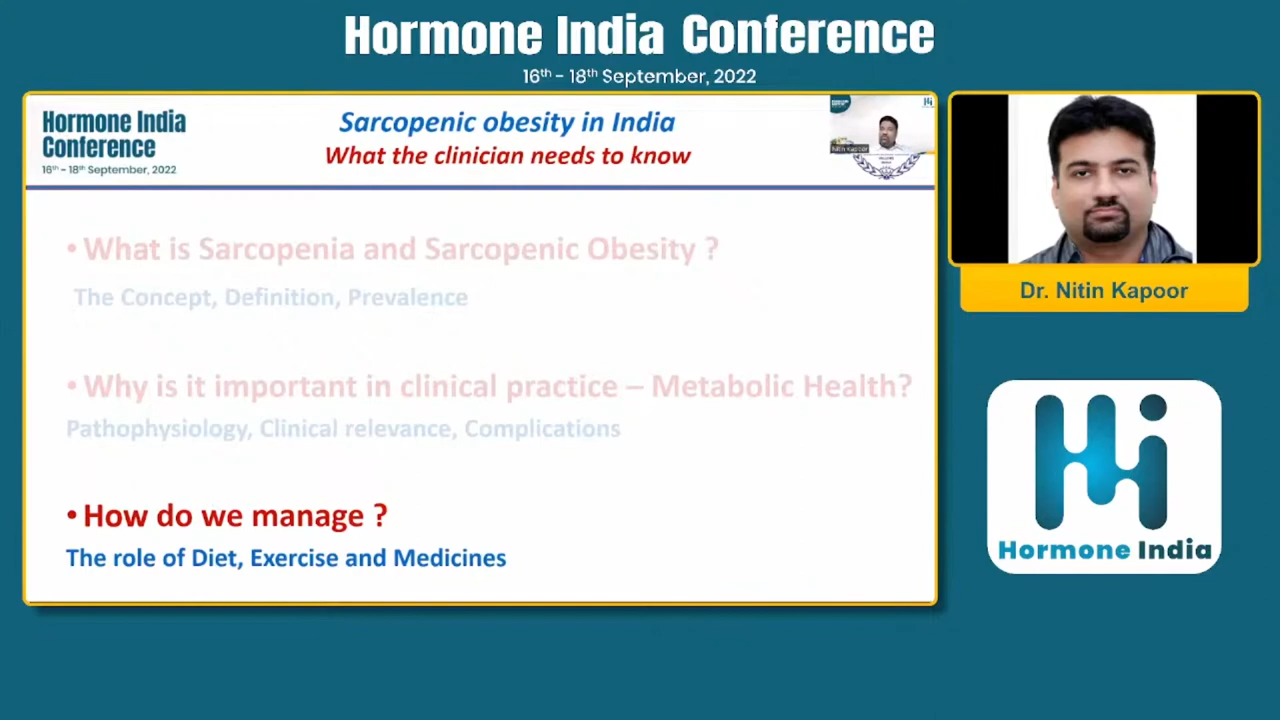 Hormone India Conference
16th - 18th September, 2022
Hormone India
Conference
16th - 18th September, 2022
Sarcopenic obesity in India
What the clinician needs to know
Nitin Kapoor
• What is Sarcopenia and Sarcopenic Obesity ?
The Concept, Definition, Prevalence
• Why is it important in clinical practice – Metabolic Health?
Pathophysiology, Clinical relevance, Complications
• How do we manage ?
The role of Diet, Exercise and Medicines
Dr. Nitin Kapoor
Hi
Hormone India